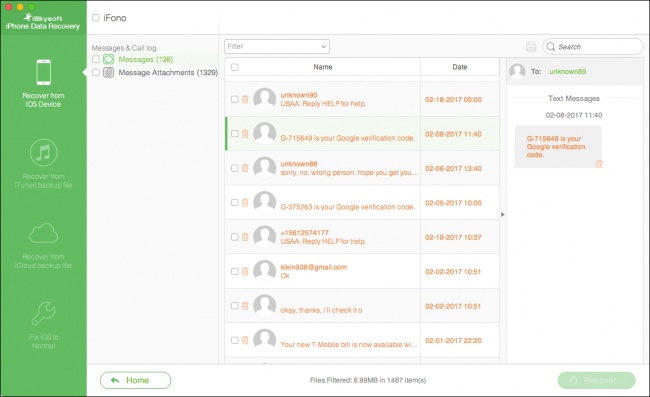 iSkysoft
iPhone Data Recovery
Recover from
iOS Device
Recover from
iTunes backup file
Recover from
iCloud backup file
Fix iOS to
Normal
iFono
Messages & Call log
Messages (138)
Message Attachments (1329)
Filter
Search
Name
Date
unknown90
USAA: Reply HELP for help.
02-18-2017 09:00
G-715649 is your Google verification code.
02-08-2017 11:40
unknown88
sorry, no, wrong person. hope you get you...
02-06-2017 13:40
G-375263 is your Google verification code.
02-05-2017 10:00
+15612574177
USAA: Reply HELP for help.
02-18-2017 10:37
klein938@gmail.com
Ok
02-02-2017 10:51
okay, thanks, I'll check it o
02-02-2017 10:51
Your new T-Mobile bill is now available wi...
02-01-2017 22:20
To: unknown89
Text Messages
02-08-2017 11:40
G-715649 is your
Google verification
code.
Home
Files Filtered: 6.99MB in 1467 item(s)
Recover